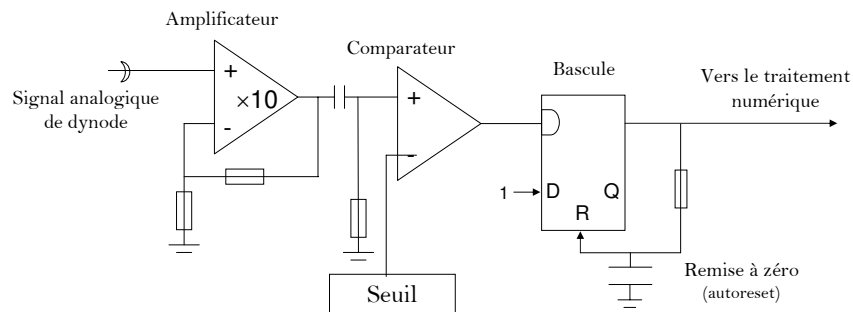 Amplificateur
Comparateur
Bascule
Vers le traitement
numérique
Signal analogique
de dynode
+
×10
-
+
-
1
D
Q
R
Remise à zéro
(autoreset)
Seuil